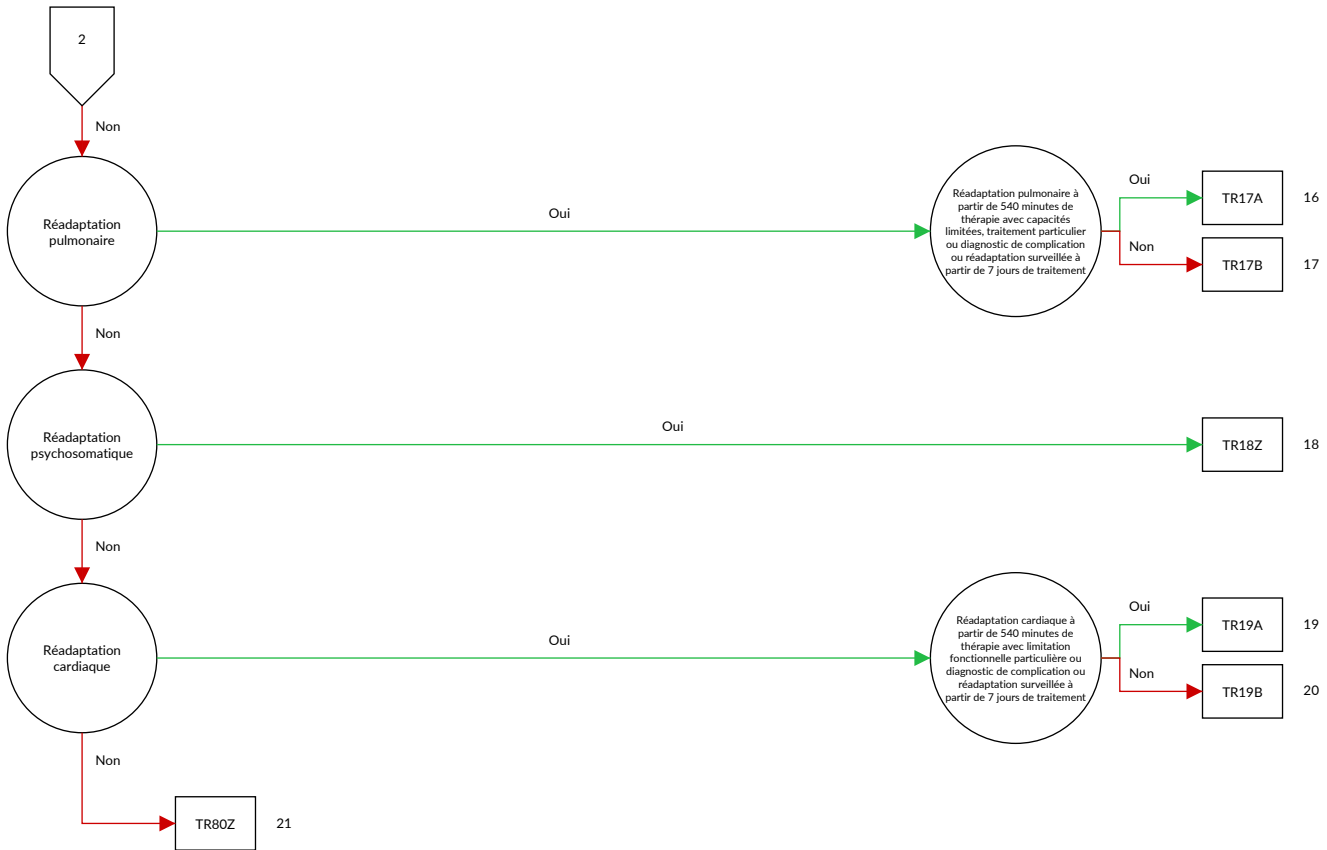 2
Non
Réadaptation
pulmonaire
Oui
Réadaptation pulmonaire à
partir de 540 minutes de
thérapie avec capacités
limitées, traitement particulier
ou diagnostic de complication
ou réadaptation surveillée à
partir de 7 jours de traitement
Oui
TR17A
16
Non
TR17B
17
Non
Réadaptation
psychosomatique
Oui
TR18Z
18
Non
Réadaptation
cardiaque
Oui
Réadaptation cardiaque à
partir de 540 minutes de
thérapie avec limitation
fonctionnelle particulière ou
diagnostic de complication ou
réadaptation surveillée à
partir de 7 jours de traitement
Oui
TR19A
19
Non
TR19B
20
Non
TR80Z
21